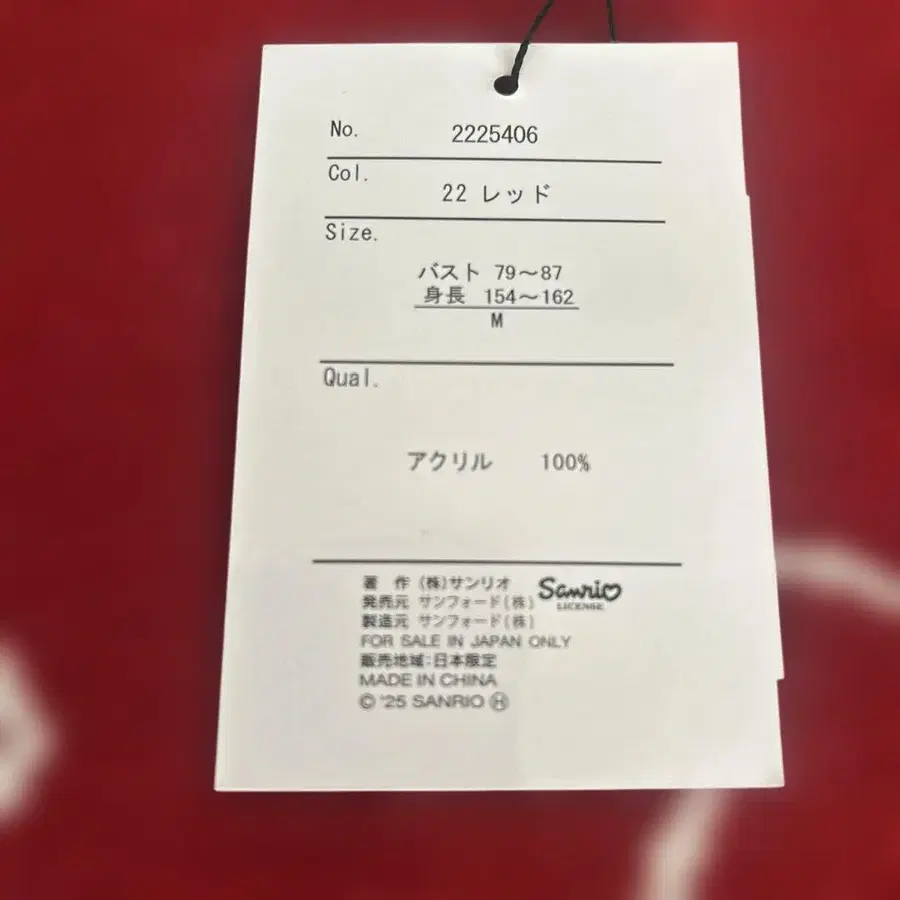 No. 2225406
Col.
22 レッド
Size.
バスト 79～87
身長 154～162
M
Qual.
アクリル 100%
著 作 (株)サンリオ
発売元 サンフォード(株)
製造元 サンフォード(株)
Sanrio
LICENSE
FOR SALE IN JAPAN ONLY
販売地域:日本限定
MADE IN CHINA
© '25 SANRIO Ⓗ